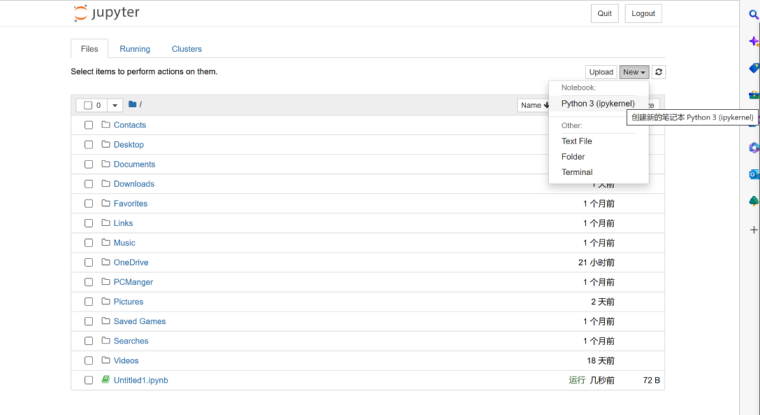 jupyter
Quit Logout
Files Running Clusters
Select items to perform actions on them.
Upload New
Notebook:
0 / Name
Python 3 (ipykernel)
创建新的笔记本 Python 3 (ipykernel)
Other:
Contacts
Text File
Desktop
Folder
Documents
Terminal
Downloads 1 天前
Favorites 1 个月前
Links 1 个月前
Music 1 个月前
OneDrive 21 小时前
PCManger 1 个月前
Pictures 2 天前
Saved Games 1 个月前
Searches 1 个月前
Videos 18 天前
Untitled1.ipynb 运行 几秒前 72 B